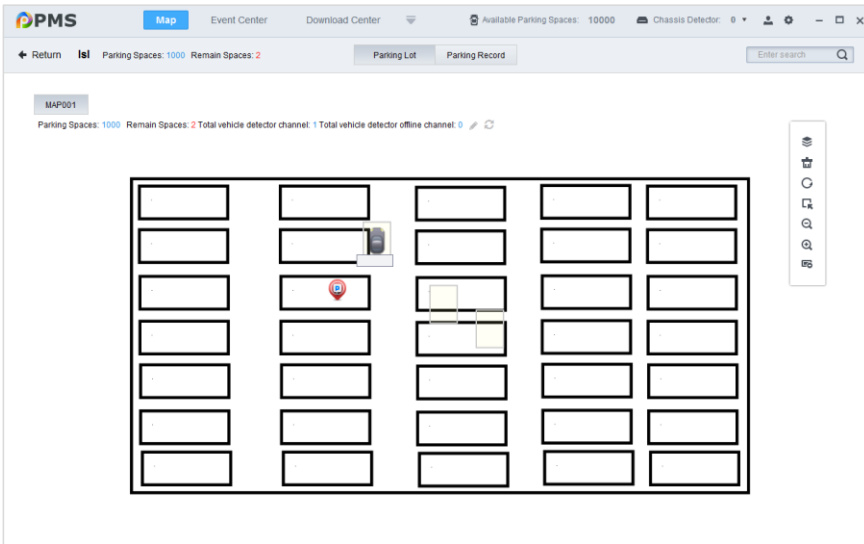 PMS Map Event Center Download Center Available Parking Spaces: 10000 Chassis Detector: 0
Return lsl Parking Spaces: 1000 Remain Spaces: 2 Parking Lot Parking Record Enter search
MAP001
Parking Spaces: 1000 Remain Spaces: 2 Total vehicle detector channel: 1 Total vehicle detector offline channel: 0